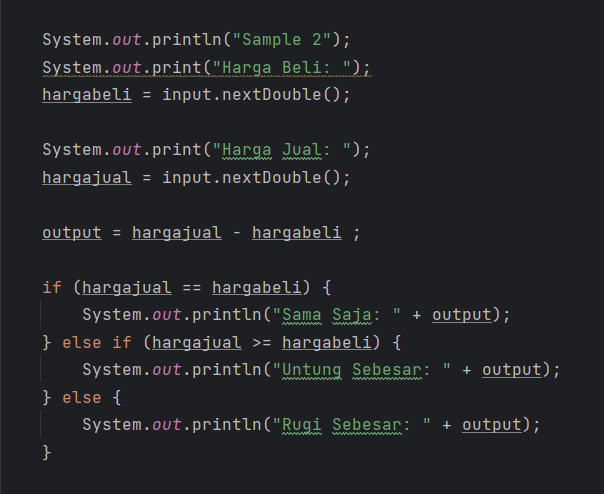 System.out.println("Sample 2");
System.out.print("Harga Beli: ");
hargabeli = input.nextDouble();
System.out.print("Harga Jual: ");
hargajual = input.nextDouble();
output = hargajual - hargabeli ;
if (hargajual == hargabeli) {
System.out.println("Sama Saja: " + output);
} else if (hargajual >= hargabeli) {
System.out.println("Untung Sebesar: " + output);
} else {
System.out.println("Rugi Sebesar: " + output);
}